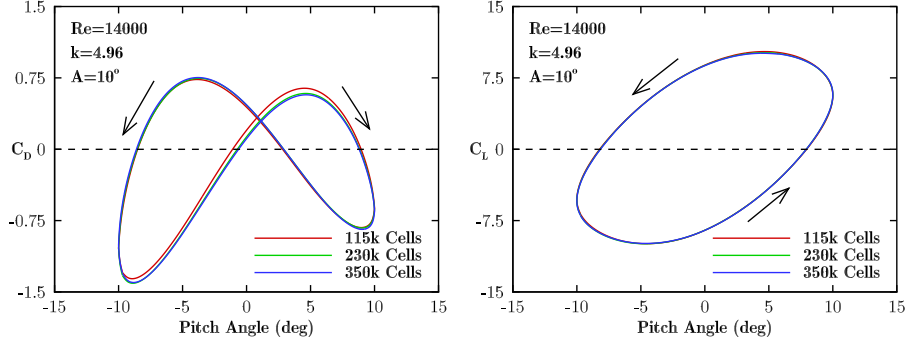 1.5
Re=14000
k=4.96
A=10°
0.75
C_D 0
-0.75
115k Cells
230k Cells
350k Cells
-1.5
-15 -10 -5 0 5 10 15
Pitch Angle (deg)
15
Re=14000
k=4.96
A=10°
7.5
C_L 0
-7.5
115k Cells
230k Cells
350k Cells
-15
-15 -10 -5 0 5 10 15
Pitch Angle (deg)